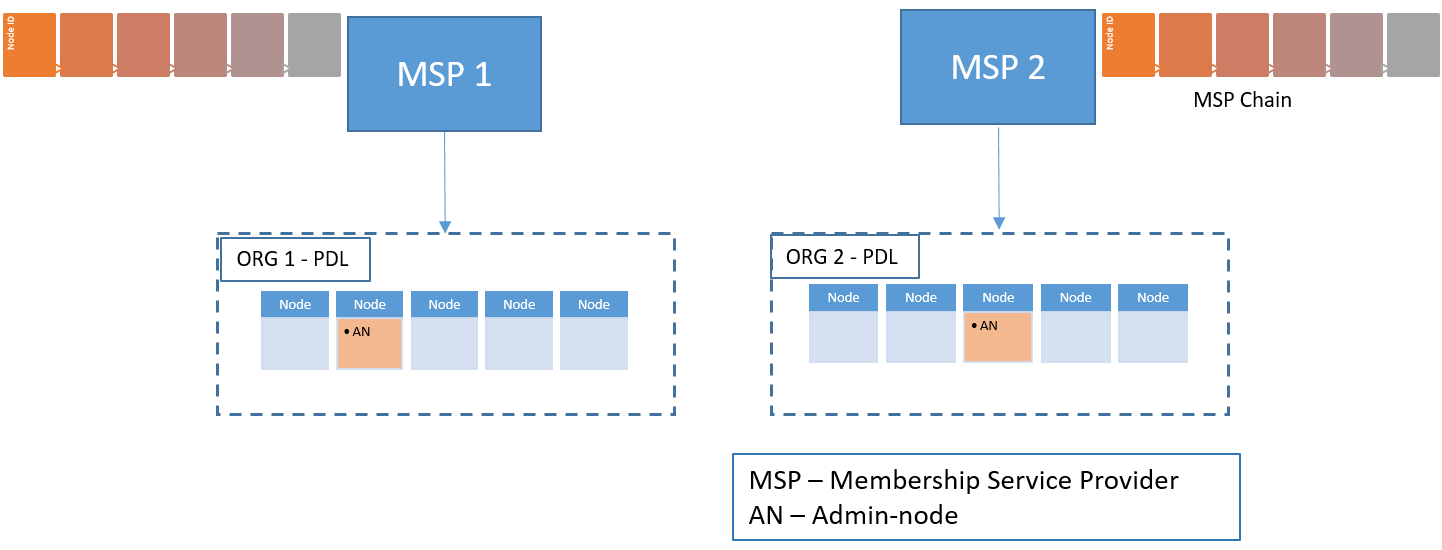 Node ID
MSP 1
MSP 2
Node ID
MSP Chain
ORG 1 - PDL
Node
Node
Node
Node
Node
• AN
ORG 2 - PDL
Node
Node
Node
Node
Node
• AN
MSP – Membership Service Provider
AN – Admin-node